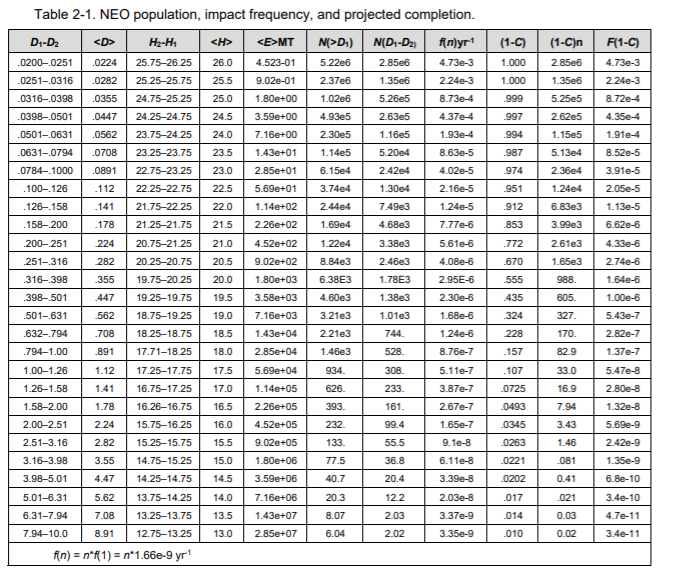 Table 2-1. NEO population, impact frequency, and projected completion.
D₁-D₂ <D> H₂-H₁ <H> <E>MT N(>D₁) N(D₁-D₂) f(n)yr⁻¹ (1-C) (1-C)n F(1-C)
.0200–.0251 .0224 25.75–26.25 26.0 4.523-01 5.22e6 2.85e6 4.73e-3 1.000 2.85e6 4.73e-3
.0251–.0316 .0282 25.25–25.75 25.5 9.02e-01 2.37e6 1.35e6 2.24e-3 1.000 1.35e6 2.24e-3
.0316–.0398 .0355 24.75–25.25 25.0 1.80e+00 1.02e6 5.26e5 8.73e-4 .999 5.25e5 8.72e-4
.0398–.0501 .0447 24.25–24.75 24.5 3.59e+00 4.93e5 2.63e5 4.37e-4 .997 2.62e5 4.35e-4
.0501–.0631 .0562 23.75–24.25 24.0 7.16e+00 2.30e5 1.16e5 1.93e-4 .994 1.15e5 1.91e-4
.0631–.0794 .0708 23.25–23.75 23.5 1.43e+01 1.14e5 5.20e4 8.63e-5 .987 5.13e4 8.52e-5
.0784–.1000 .0891 22.75–23.25 23.0 2.85e+01 6.15e4 2.42e4 4.02e-5 .974 2.36e4 3.91e-5
.100–.126 .112 22.25–22.75 22.5 5.69e+01 3.74e4 1.30e4 2.16e-5 .951 1.24e4 2.05e-5
.126–.158 .141 21.75–22.25 22.0 1.14e+02 2.44e4 7.49e3 1.24e-5 .912 6.83e3 1.13e-5
.158–.200 .178 21.25–21.75 21.5 2.26e+02 1.69e4 4.68e3 7.77e-6 .853 3.99e3 6.62e-6
.200–.251 .224 20.75–21.25 21.0 4.52e+02 1.22e4 3.38e3 5.61e-6 .772 2.61e3 4.33e-6
.251–.316 .282 20.25–20.75 20.5 9.02e+02 8.84e3 2.46e3 4.08e-6 .670 1.65e3 2.74e-6
.316–.398 .355 19.75–20.25 20.0 1.80e+03 6.38E3 1.78E3 2.95E-6 .555 988. 1.64e-6
.398–.501 .447 19.25–19.75 19.5 3.58e+03 4.60e3 1.38e3 2.30e-6 .435 605. 1.00e-6
.501–.631 .562 18.75–19.25 19.0 7.16e+03 3.21e3 1.01e3 1.68e-6 .324 327. 5.43e-7
.632–.794 .708 18.25–18.75 18.5 1.43e+04 2.21e3 744. 1.24e-6 .228 170. 2.82e-7
.794–1.00 .891 17.71–18.25 18.0 2.85e+04 1.46e3 528. 8.76e-7 .157 82.9 1.37e-7
1.00–1.26 1.12 17.25–17.75 17.5 5.69e+04 934. 308. 5.11e-7 .107 33.0 5.47e-8
1.26–1.58 1.41 16.75–17.25 17.0 1.14e+05 626. 233. 3.87e-7 .0725 16.9 2.80e-8
1.58–2.00 1.78 16.26–16.75 16.5 2.26e+05 393. 161. 2.67e-7 .0493 7.94 1.32e-8
2.00–2.51 2.24 15.75–16.25 16.0 4.52e+05 232. 99.4 1.65e-7 .0345 3.43 5.69e-9
2.51–3.16 2.82 15.25–15.75 15.5 9.02e+05 133. 55.5 9.1e-8 .0263 1.46 2.42e-9
3.16–3.98 3.55 14.75–15.25 15.0 1.80e+06 77.5 36.8 6.11e-8 .0221 .081 1.35e-9
3.98–5.01 4.47 14.25–14.75 14.5 3.59e+06 40.7 20.4 3.39e-8 .0202 0.41 6.8e-10
5.01–6.31 5.62 13.75–14.25 14.0 7.16e+06 20.3 12.2 2.03e-8 .017 .021 3.4e-10
6.31–7.94 7.08 13.25–13.75 13.5 1.43e+07 8.07 2.03 3.37e-9 .014 0.03 4.7e-11
7.94–10.0 8.91 12.75–13.25 13.0 2.85e+07 6.04 2.02 3.35e-9 .010 0.02 3.4e-11
f(n) = n*f(1) = n*1.66e-9 yr⁻¹